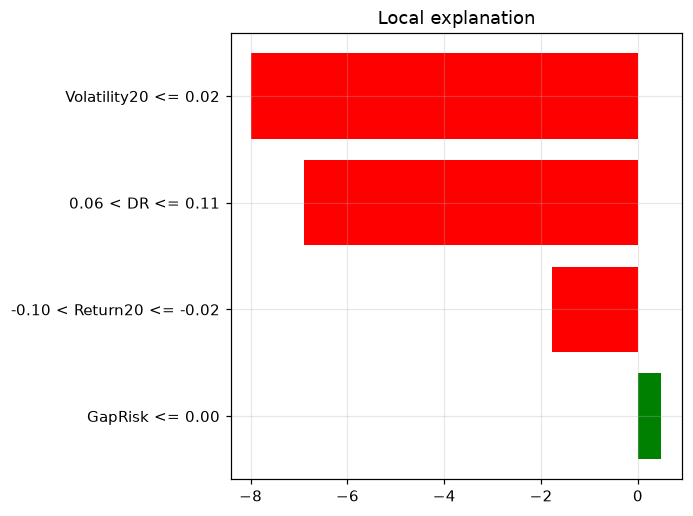 Local explanation
Volatility20 <= 0.02
0.06 < DR <= 0.11
-0.10 < Return20 <= -0.02
GapRisk <= 0.00
−8 −6 −4 −2 0